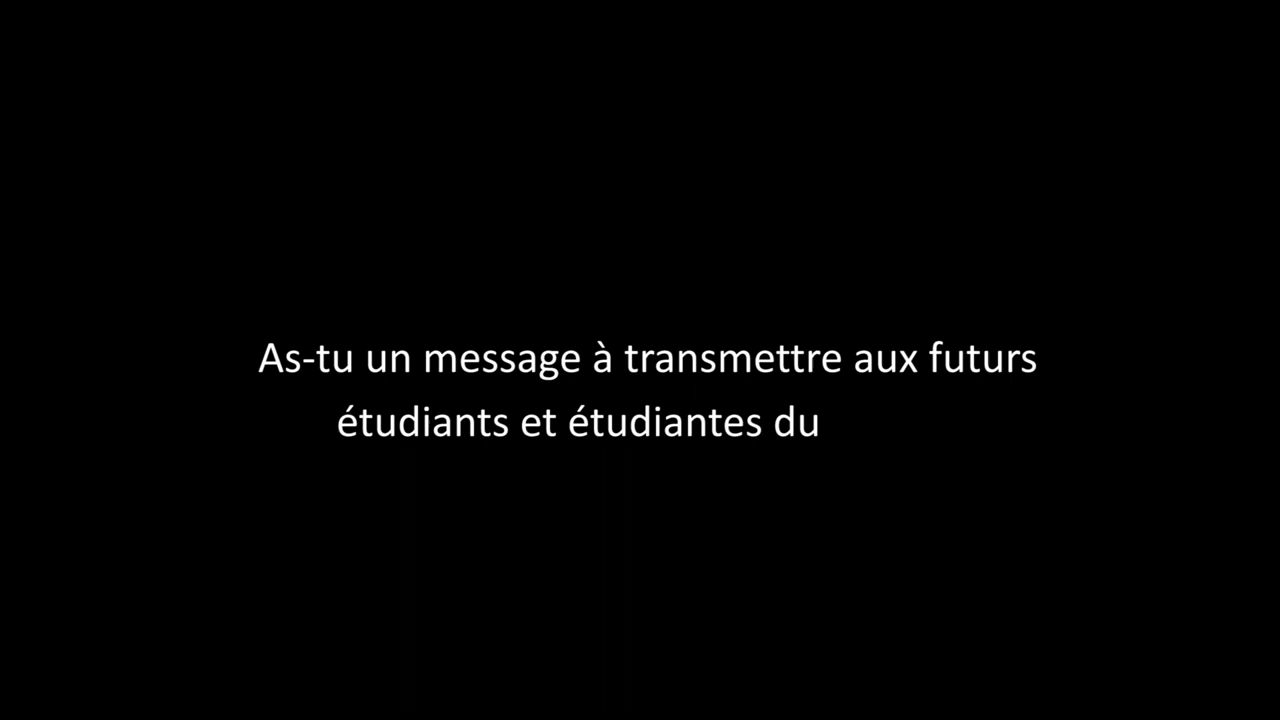 As-tu un message à transmettre aux futurs
étudiants et étudiantes du